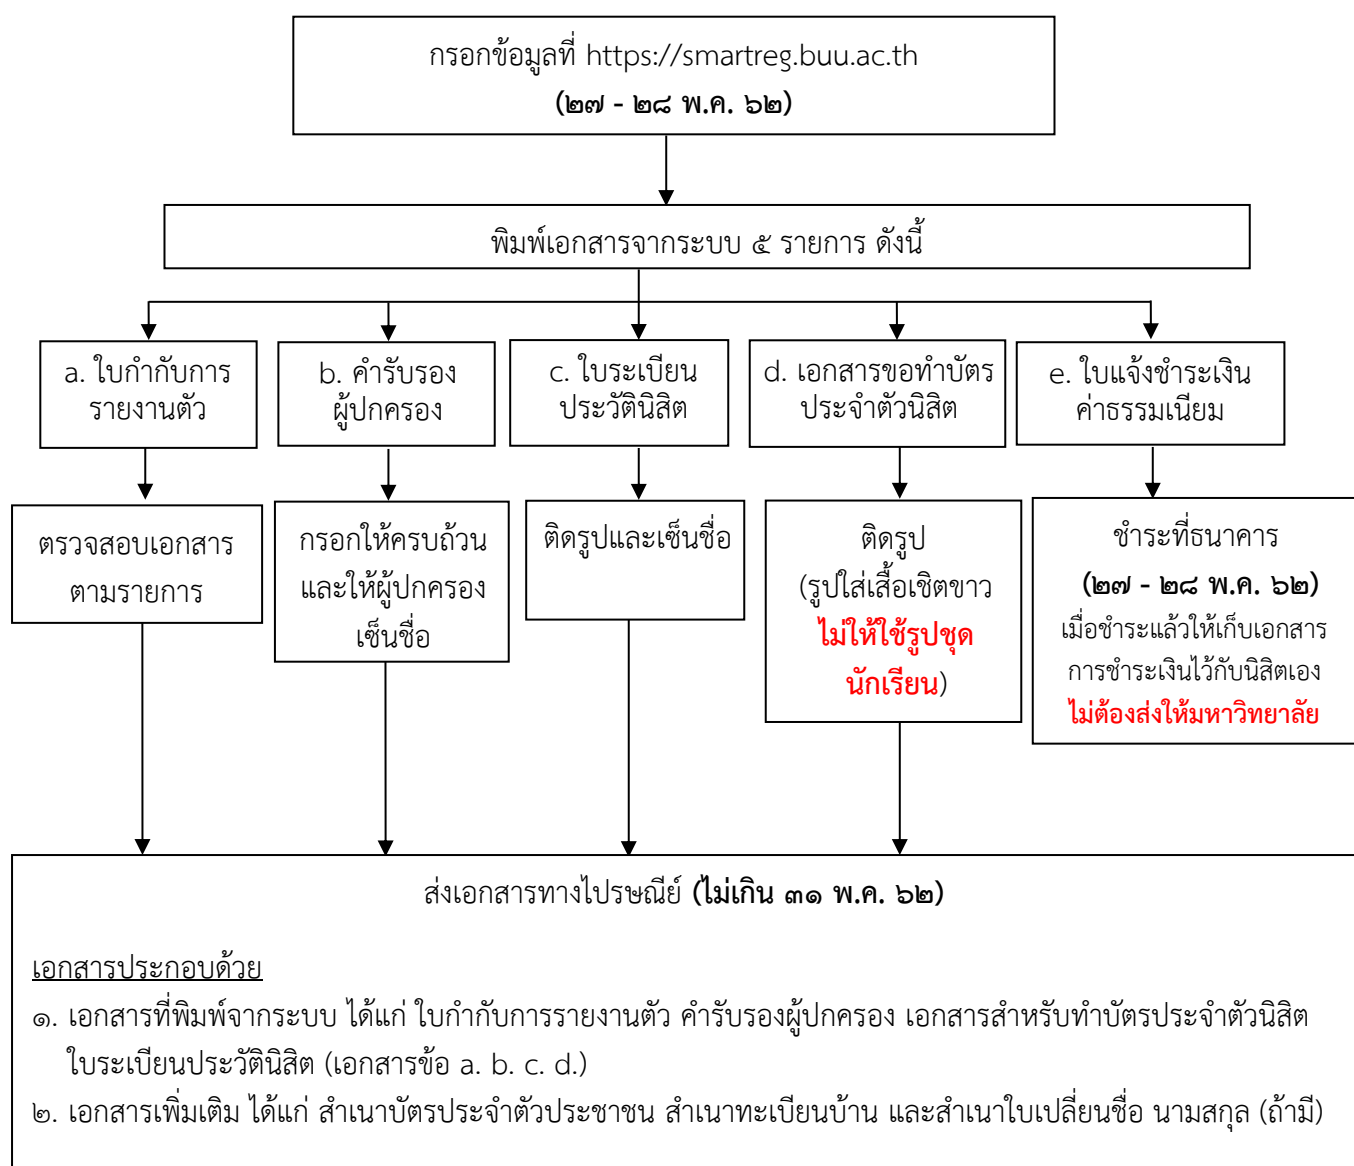 กรอกข้อมูลที่ https://smartreg.buu.ac.th
(๒๗ - ๒๘ พ.ค. ๖๒)
พิมพ์เอกสารจากระบบ ๕ รายการ ดังนี้
a. ใบกำกับการ
รายงานตัว
b. คำรับรอง
ผู้ปกครอง
c. ใบระเบียน
ประวัตินิสิต
d. เอกสารขอทำบัตร
ประจำตัวนิสิต
e. ใบแจ้งชำระเงิน
ค่าธรรมเนียม
ตรวจสอบเอกสาร
ตามรายการ
กรอกให้ครบถ้วน
และให้ผู้ปกครอง
เซ็นชื่อ
ติดรูปและเซ็นชื่อ
ติดรูป
(รูปใส่เสื้อเชิตขาว
ไม่ให้ใช้รูปชุด
นักเรียน)
ชำระที่ธนาคาร
(๒๗ - ๒๘ พ.ค. ๖๒)
เมื่อชำระแล้วให้เก็บเอกสาร
การชำระเงินไว้กับนิสิตเอง
ไม่ต้องส่งให้มหาวิทยาลัย
ส่งเอกสารทางไปรษณีย์ (ไม่เกิน ๓๑ พ.ค. ๖๒)
เอกสารประกอบด้วย
๑. เอกสารที่พิมพ์จากระบบ ได้แก่ ใบกำกับการรายงานตัว คำรับรองผู้ปกครอง เอกสารสำหรับทำบัตรประจำตัวนิสิต
ใบระเบียนประวัตินิสิต (เอกสารข้อ a. b. c. d.)
๒. เอกสารเพิ่มเติม ได้แก่ สำเนาบัตรประจำตัวประชาชน สำเนาทะเบียนบ้าน และสำเนาใบเปลี่ยนชื่อ นามสกุล (ถ้ามี)